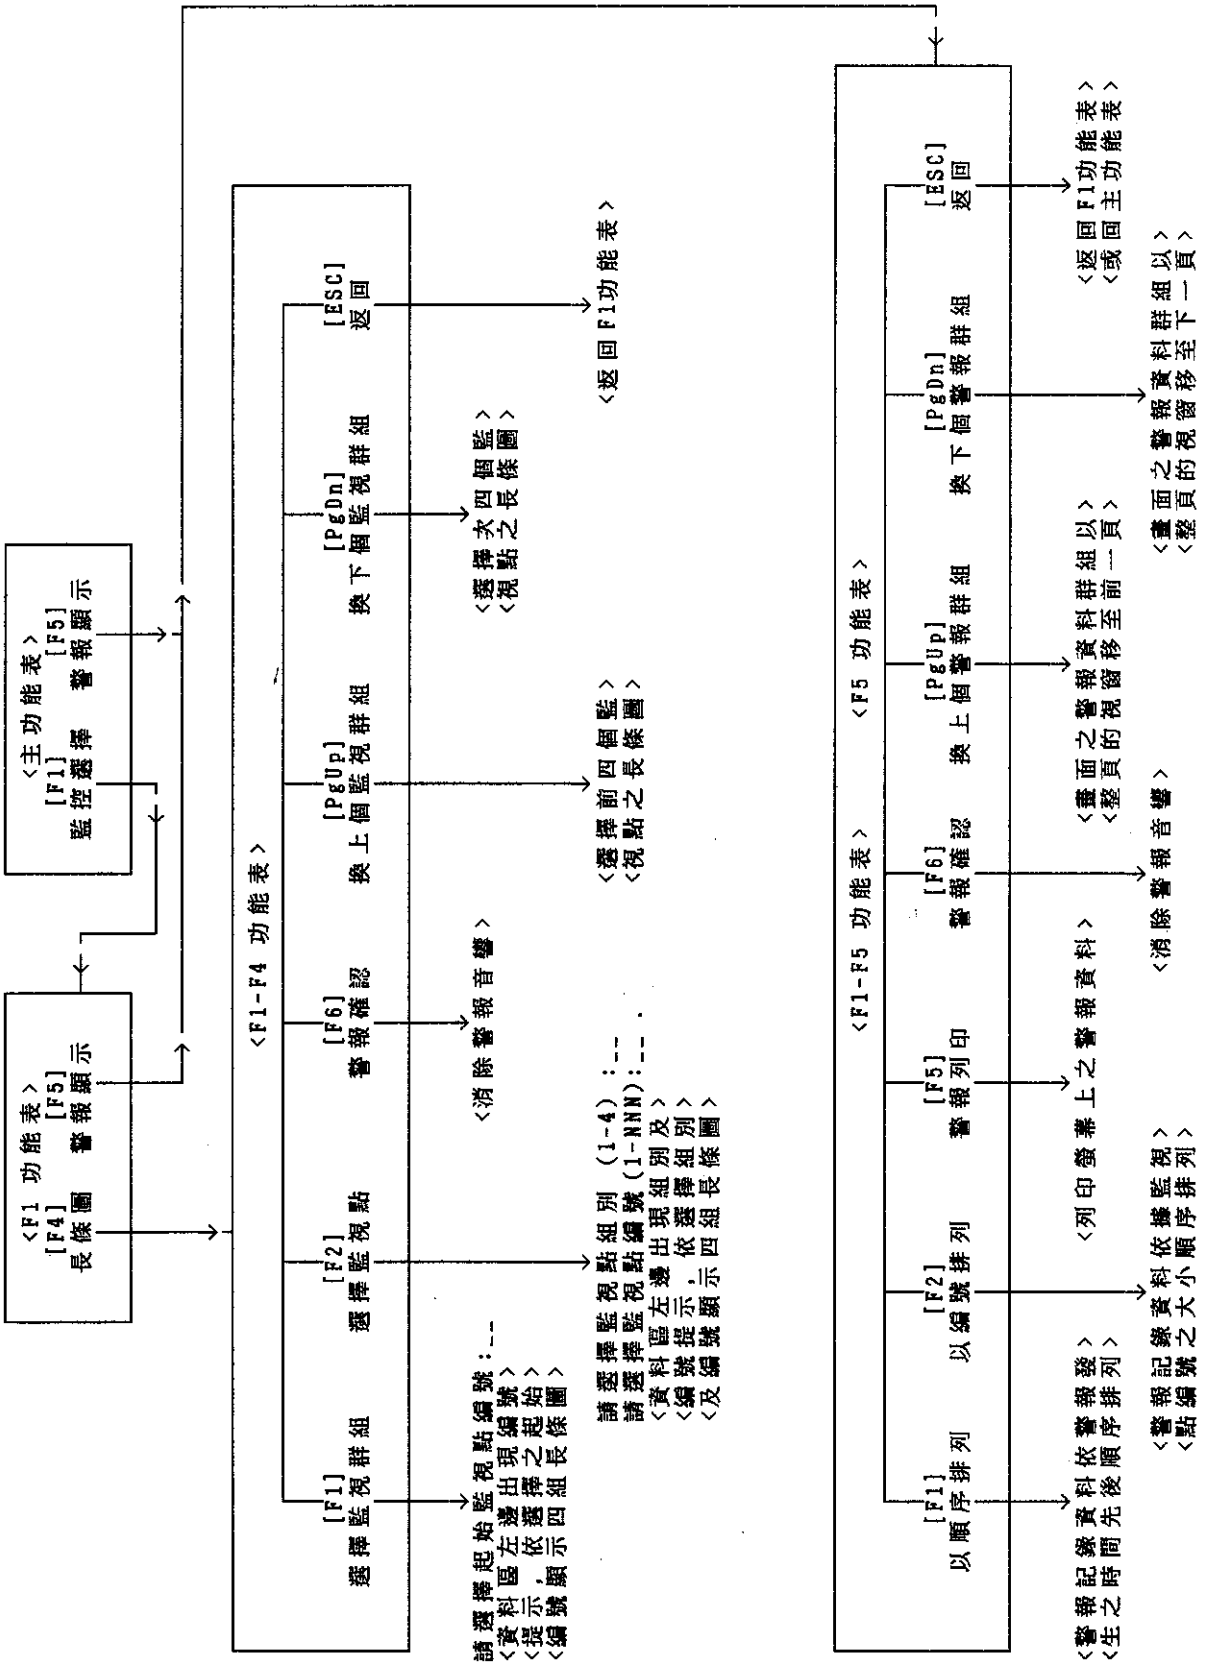 <主功能表>
[F1] [F5]
監控選擇 警報顯示
<F1 功能表>
[F4] [F5]
長條圖 警報顯示
<F1-F4 功能表>
[F1] [F2] [F6] [PgUp] [PgDn] [ESC]
選擇監視群組 選擇監視點 警報確認 換上個監視群組 換下個監視群組 返回
請選擇起始監視點編號:__
<資料區左邊出現編號>
<提示，依選擇之起始>
<編號顯示四組長條圖>
請選擇監視點組別 (1-4) :__
請選擇監視點編號(1-NNN):__ .
<資料區左邊出現組別及>
<編號提示，依選擇組別>
<及編號顯示四組長條圖>
<消除警報音響>
<選擇前四個監>
<視點之長條圖>
<選擇次四個監>
<視點之長條圖>
<返回 F1功能表>
<F1-F5 功能表> <F5 功能表>
[F1] [F2] [F5] [F6] [PgUp] [PgDn] [ESC]
以順序排列 以編號排列 警報列印 警報確認 換上個警報群組 換下個警報群組 返回
<警報記錄資料依警報發>
<生之時間先後順序排列>
<警報記錄資料依據監視>
<點編號之大小順序排列>
<列印螢幕上之警報資料>
<消除警報音響>
<畫面之警報資料群組以>
<整頁的視窗移至前一頁>
<畫面之警報資料群組以>
<整頁的視窗移至下一頁>
<返回 F1功能表>
<或回主功能表>